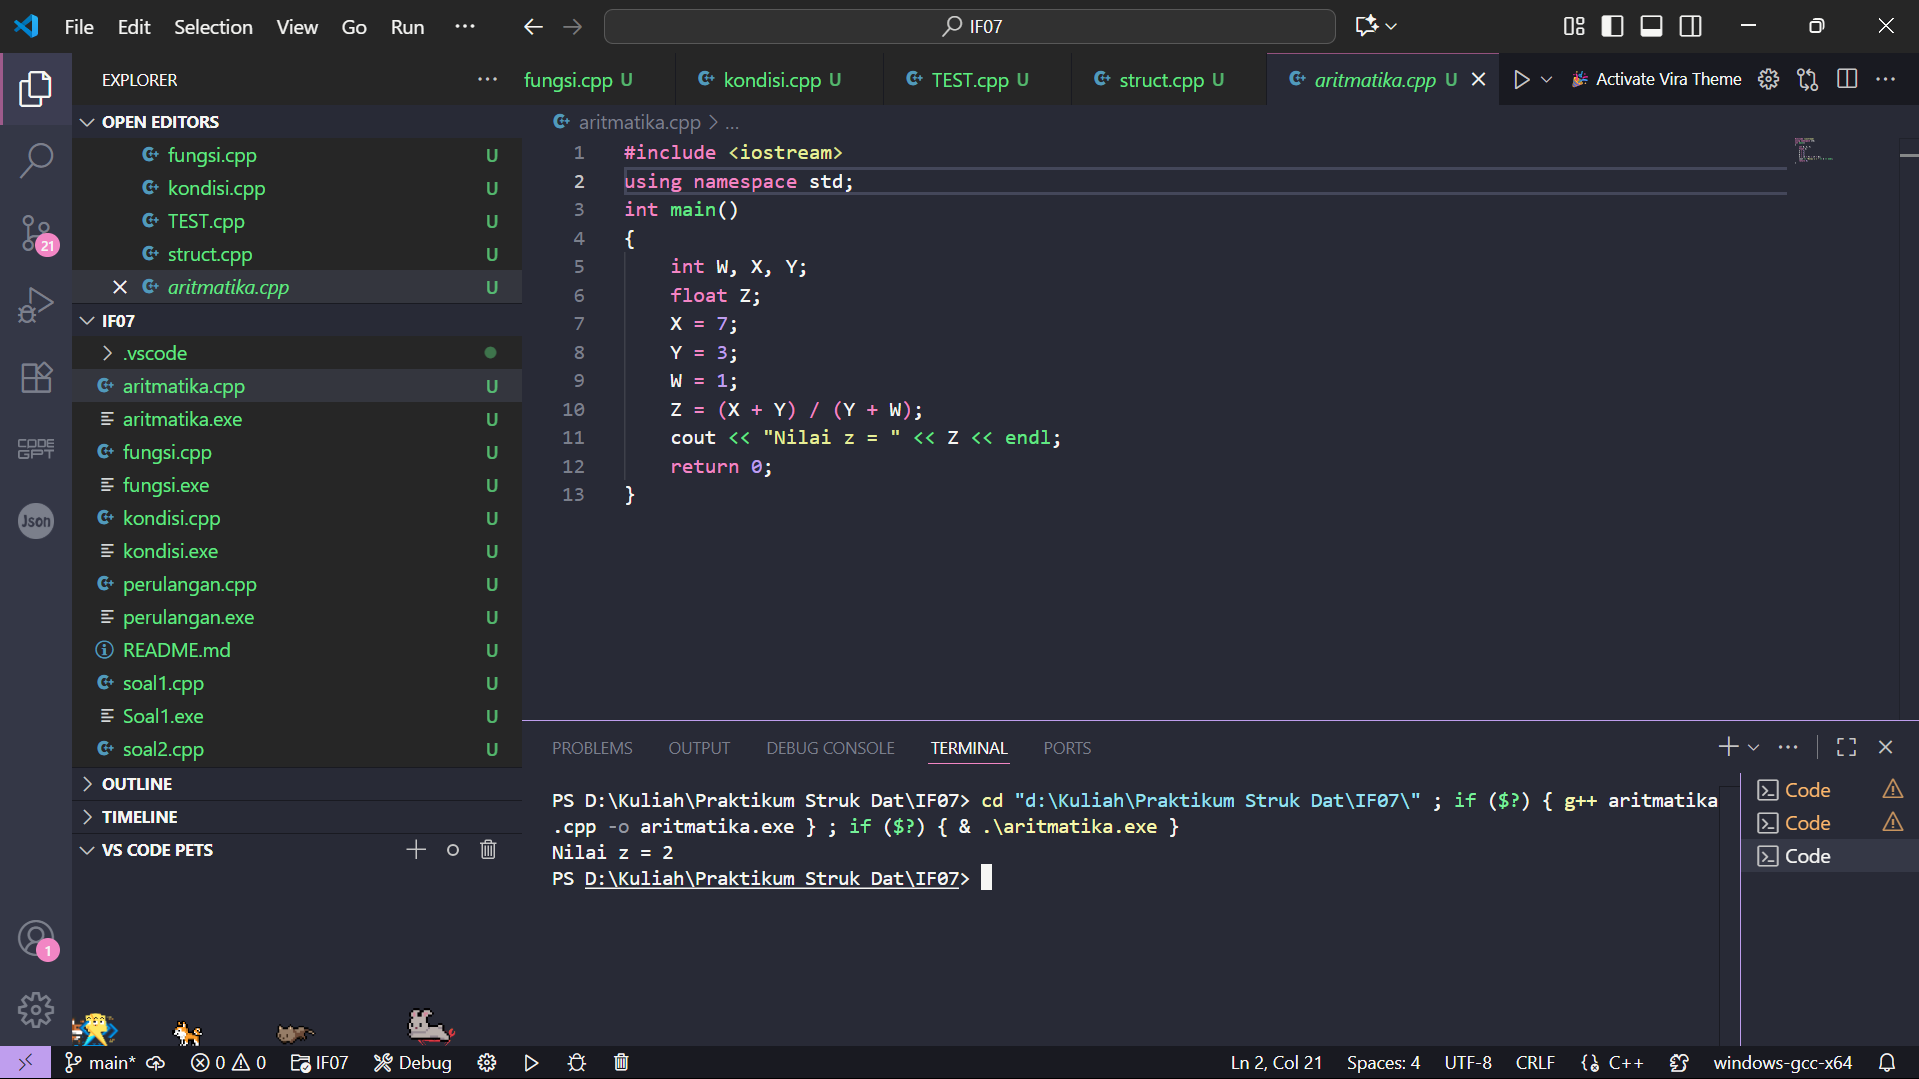 File Edit Selection View Go Run ··· IF07
EXPLORER ···
OPEN EDITORS
fungsi.cpp U
kondisi.cpp U
TEST.cpp U
struct.cpp U
aritmatika.cpp U
IF07
.vscode
aritmatika.cpp U
aritmatika.exe U
fungsi.cpp U
fungsi.exe U
kondisi.cpp U
kondisi.exe U
perulangan.cpp U
perulangan.exe U
README.md U
soal1.cpp U
Soal1.exe U
soal2.cpp U
OUTLINE
TIMELINE
VS CODE PETS
21
CODE
GPT
Json
1
fungsi.cpp U kondisi.cpp U TEST.cpp U struct.cpp U aritmatika.cpp U Activate Vira Theme
aritmatika.cpp > ...
1 #include <iostream>
2 using namespace std;
3 int main()
4 {
5 int W, X, Y;
6 float Z;
7 X = 7;
8 Y = 3;
9 W = 1;
10 Z = (X + Y) / (Y + W);
11 cout << "Nilai z = " << Z << endl;
12 return 0;
13 }
PROBLEMS OUTPUT DEBUG CONSOLE TERMINAL PORTS
PS D:\Kuliah\Praktikum Struk Dat\IF07> cd "d:\Kuliah\Praktikum Struk Dat\IF07\" ; if ($?) { g++ aritmatika
.cpp -o aritmatika.exe } ; if ($?) { & .\aritmatika.exe }
Nilai z = 2
PS D:\Kuliah\Praktikum Struk Dat\IF07>
Code
Code
Code
main* 0 0 IF07 Debug Ln 2, Col 21 Spaces: 4 UTF-8 CRLF C++ windows-gcc-x64